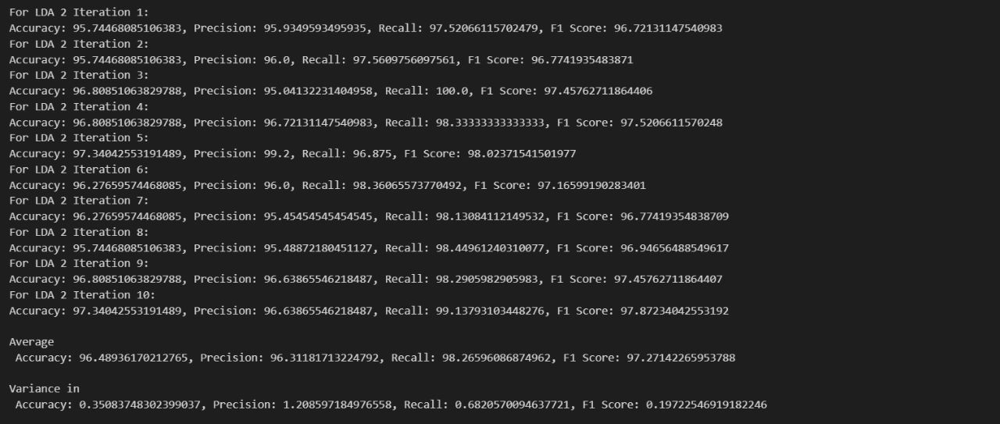 For LDA 2 Iteration 1:
Accuracy: 95.74468085106383, Precision: 95.9349593495935, Recall: 97.52066115702479, F1 Score: 96.72131147540983
For LDA 2 Iteration 2:
Accuracy: 95.74468085106383, Precision: 96.0, Recall: 97.5609756097561, F1 Score: 96.7741935483871
For LDA 2 Iteration 3:
Accuracy: 96.80851063829788, Precision: 95.04132231404958, Recall: 100.0, F1 Score: 97.45762711864406
For LDA 2 Iteration 4:
Accuracy: 96.80851063829788, Precision: 96.72131147540983, Recall: 98.33333333333333, F1 Score: 97.5206611570248
For LDA 2 Iteration 5:
Accuracy: 97.34042553191489, Precision: 99.2, Recall: 96.875, F1 Score: 98.02371541501977
For LDA 2 Iteration 6:
Accuracy: 96.27659574468085, Precision: 96.0, Recall: 98.36065573770492, F1 Score: 97.16599190283401
For LDA 2 Iteration 7:
Accuracy: 96.27659574468085, Precision: 95.45454545454545, Recall: 98.13084112149532, F1 Score: 96.77419354838709
For LDA 2 Iteration 8:
Accuracy: 95.74468085106383, Precision: 95.48872180451127, Recall: 98.44961240310077, F1 Score: 96.94656488549617
For LDA 2 Iteration 9:
Accuracy: 96.80851063829788, Precision: 96.63865546218487, Recall: 98.2905982905983, F1 Score: 97.45762711864407
For LDA 2 Iteration 10:
Accuracy: 97.34042553191489, Precision: 96.63865546218487, Recall: 99.13793103448276, F1 Score: 97.87234042553192
Average
Accuracy: 96.48936170212765, Precision: 96.31181713224792, Recall: 98.26596086874962, F1 Score: 97.27142265953788
Variance in
Accuracy: 0.35083748302399037, Precision: 1.208597184976558, Recall: 0.6820570094637721, F1 Score: 0.19722546919182246